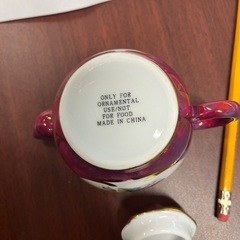 ONLY FOR
ORNAMENTAL
USE/NOT
FOR FOOD
MADE IN CHINA